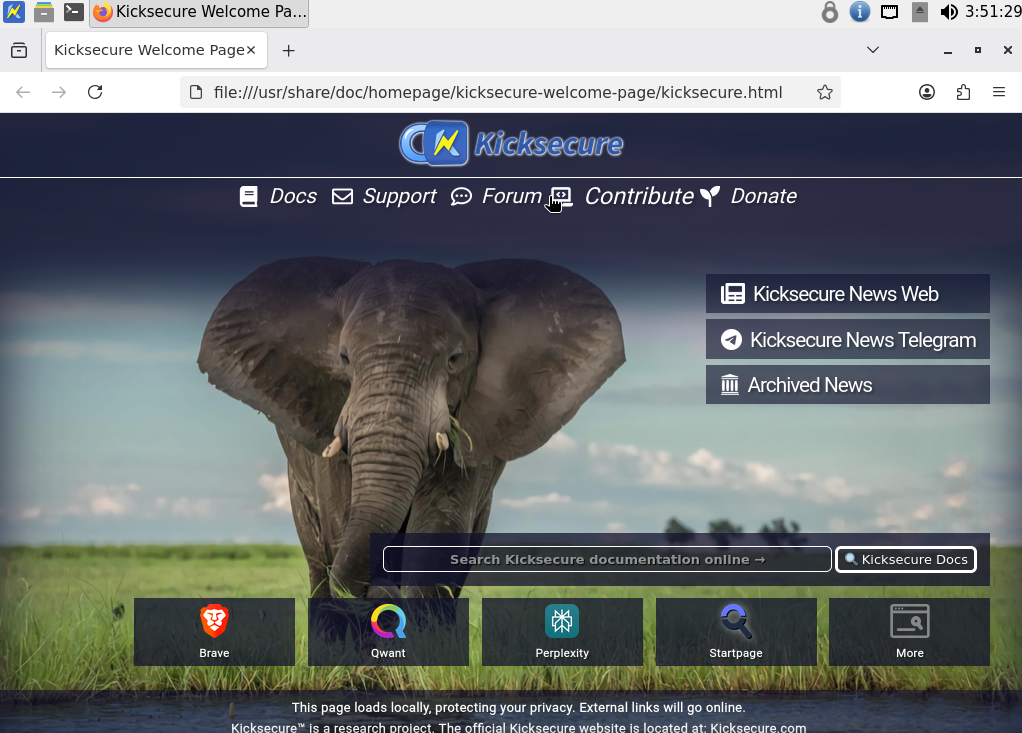 Kicksecure Welcome Pa...
3:51:29
Kicksecure Welcome Page
file:///usr/share/doc/homepage/kicksecure-welcome-page/kicksecure.html
Kicksecure
Docs Support Forum Contribute Donate
Kicksecure News Web
Kicksecure News Telegram
Archived News
Search Kicksecure documentation online → Kicksecure Docs
Brave Qwant Perplexity Startpage More
This page loads locally, protecting your privacy. External links will go online.
Kicksecure™ is a research project. The official Kicksecure website is located at: Kicksecure.com